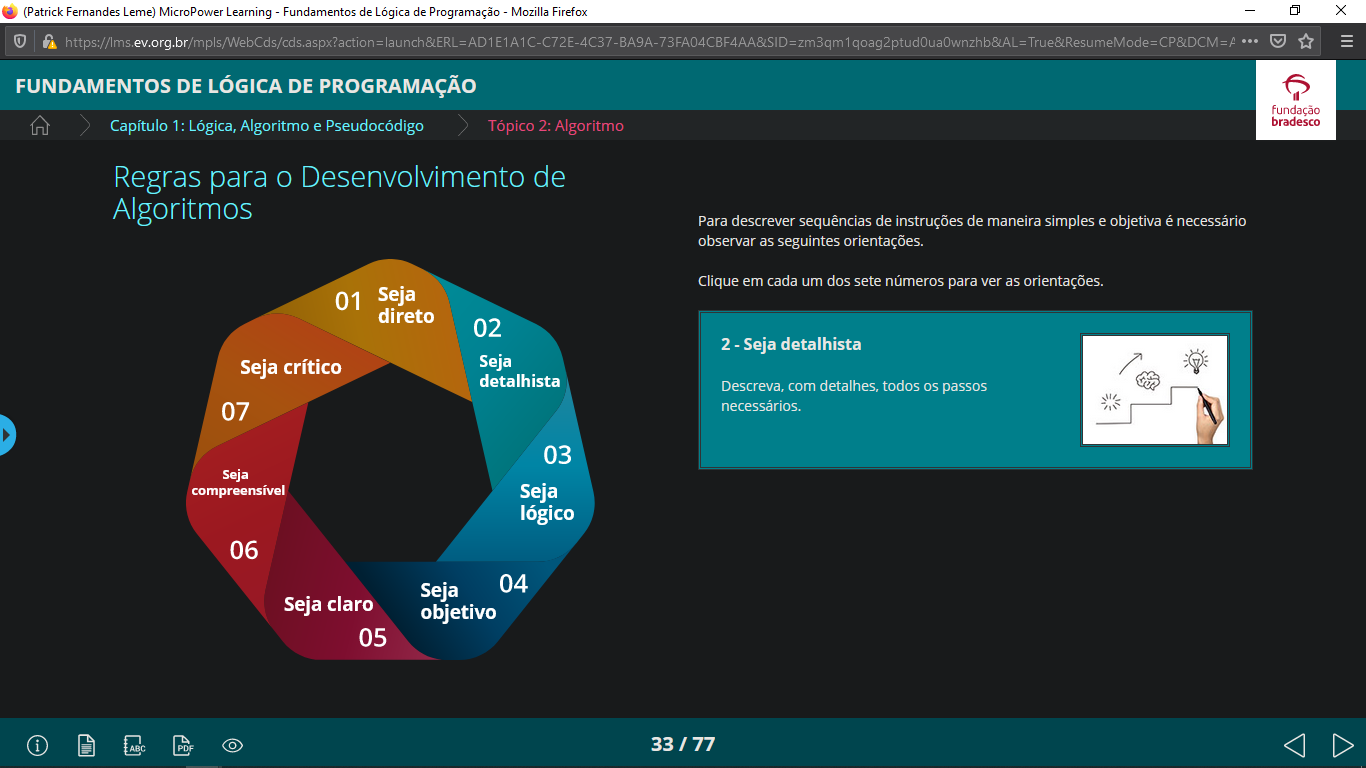 (Patrick Fernandes Leme) MicroPower Learning - Fundamentos de Lógica de Programação - Mozilla Firefox
https://lms.ev.org.br/mpls/WebCds/cds.aspx?action=launch&ERL=AD1E1A1C-C72E-4C37-BA9A-73FA04CBF4AA&SID=zm3qm1qoag2ptud0ua0wnzhb&AL=True&ResumeMode=CP&DCM=A
FUNDAMENTOS DE LÓGICA DE PROGRAMAÇÃO
fundação
bradesco
Capítulo 1: Lógica, Algoritmo e Pseudocódigo
Tópico 2: Algoritmo
Regras para o Desenvolvimento de
Algoritmos
01
Seja
direto
02
Seja
detalhista
03
Seja
lógico
04
Seja
objetivo
Seja claro
05
Seja
compreensível
06
Seja crítico
07
Para descrever sequências de instruções de maneira simples e objetiva é necessário
observar as seguintes orientações.
Clique em cada um dos sete números para ver as orientações.
2 - Seja detalhista
Descreva, com detalhes, todos os passos
necessários.
ABC
PDF
33 / 77